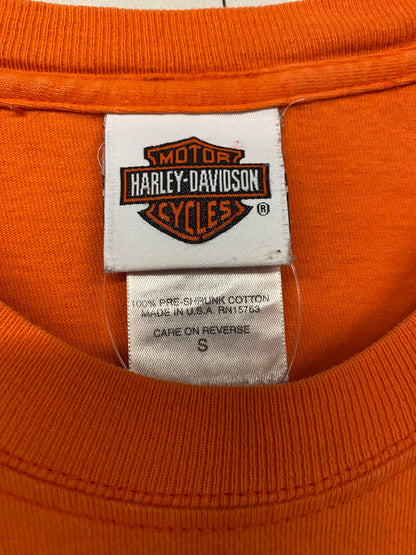 MOTOR
HARLEY-DAVIDSON
CYCLES ®
100% PRE-SHRUNK COTTON
MADE IN U.S.A. RN15763
CARE ON REVERSE
S